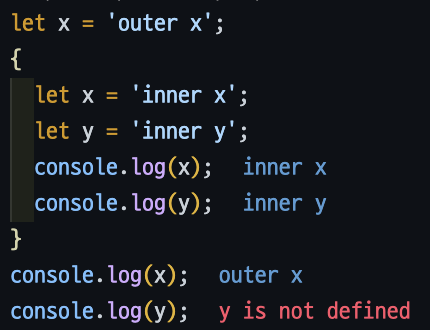 let x = 'outer x';
{
  let x = 'inner x';
  let y = 'inner y';
  console.log(x);  inner x
  console.log(y);  inner y
}
console.log(x);  outer x
console.log(y);  y is not defined